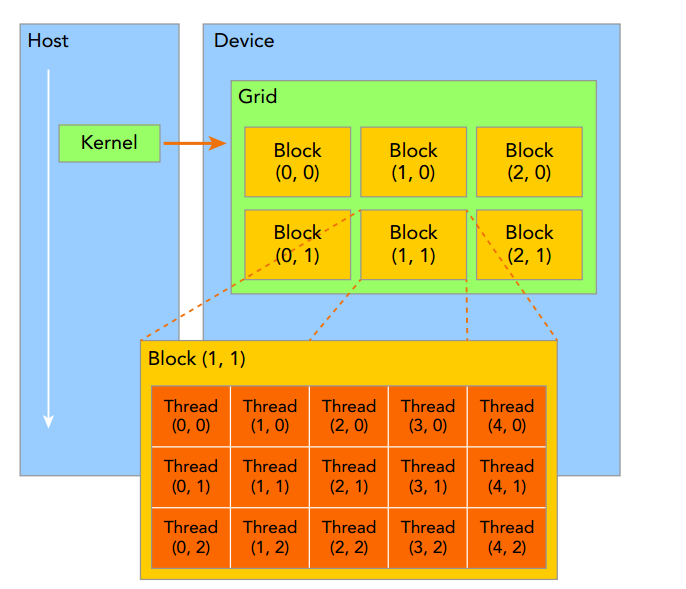 Host
Device
Grid
Kernel
Block
(0, 0)
Block
(1, 0)
Block
(2, 0)
Block
(0, 1)
Block
(1, 1)
Block
(2, 1)
Block (1, 1)
Thread
(0, 0)
Thread
(1, 0)
Thread
(2, 0)
Thread
(3, 0)
Thread
(4, 0)
Thread
(0, 1)
Thread
(1, 1)
Thread
(2, 1)
Thread
(3, 1)
Thread
(4, 1)
Thread
(0, 2)
Thread
(1, 2)
Thread
(2, 2)
Thread
(3, 2)
Thread
(4, 2)